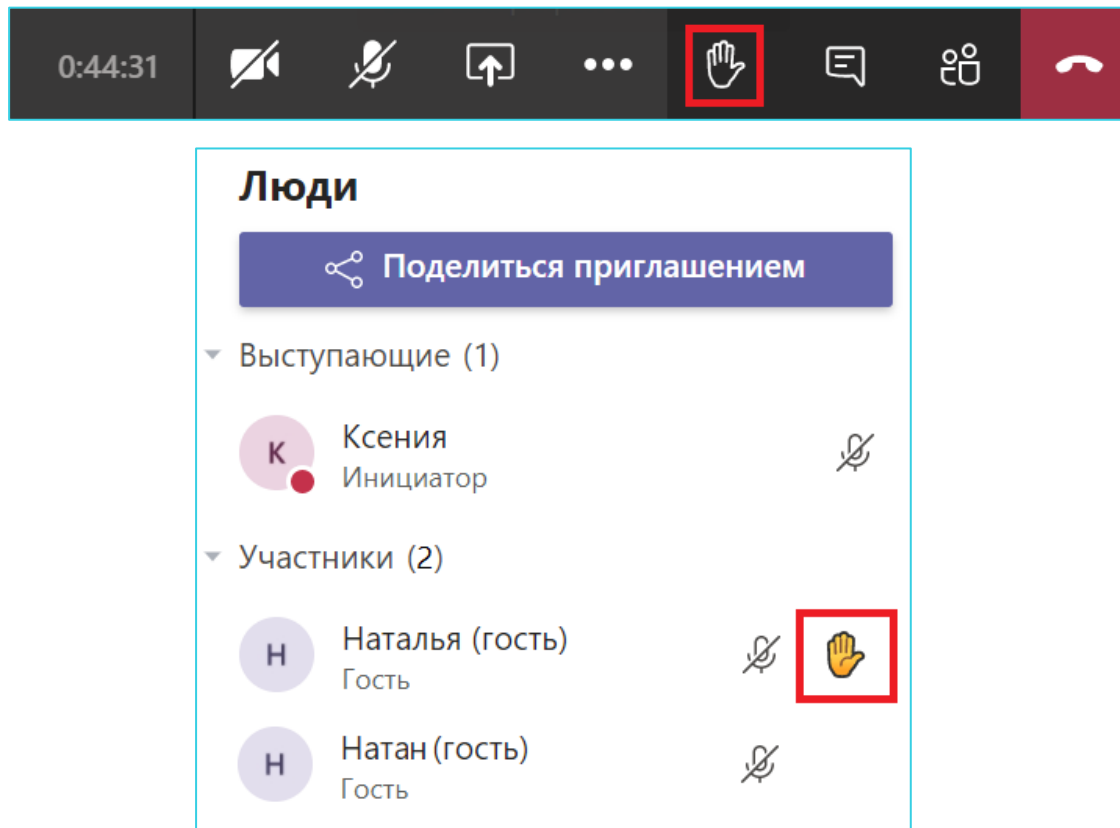 0:44:31
Люди
Поделиться приглашением
Выступающие (1)
К
Ксения
Инициатор
Участники (2)
Н
Наталья (гость)
Гость
Н
Натан (гость)
Гость